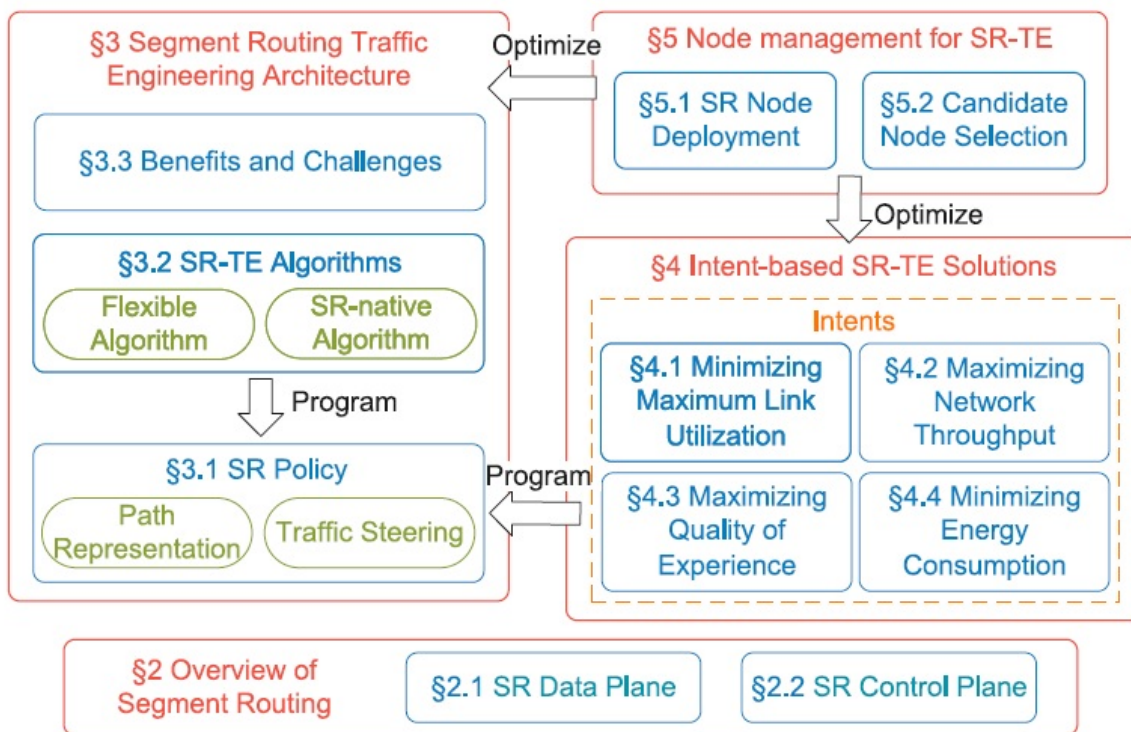 §3 Segment Routing Traffic
Engineering Architecture
§3.3 Benefits and Challenges
§3.2 SR-TE Algorithms
Flexible
Algorithm
SR-native
Algorithm
Program
§3.1 SR Policy
Path
Representation
Traffic Steering
Optimize
§5 Node management for SR-TE
§5.1 SR Node
Deployment
§5.2 Candidate
Node Selection
Optimize
§4 Intent-based SR-TE Solutions
Intents
§4.1 Minimizing
Maximum Link
Utilization
§4.2 Maximizing
Network
Throughput
Program
§4.3 Maximizing
Quality of
Experience
§4.4 Minimizing
Energy
Consumption
§2 Overview of
Segment Routing
§2.1 SR Data Plane
§2.2 SR Control Plane